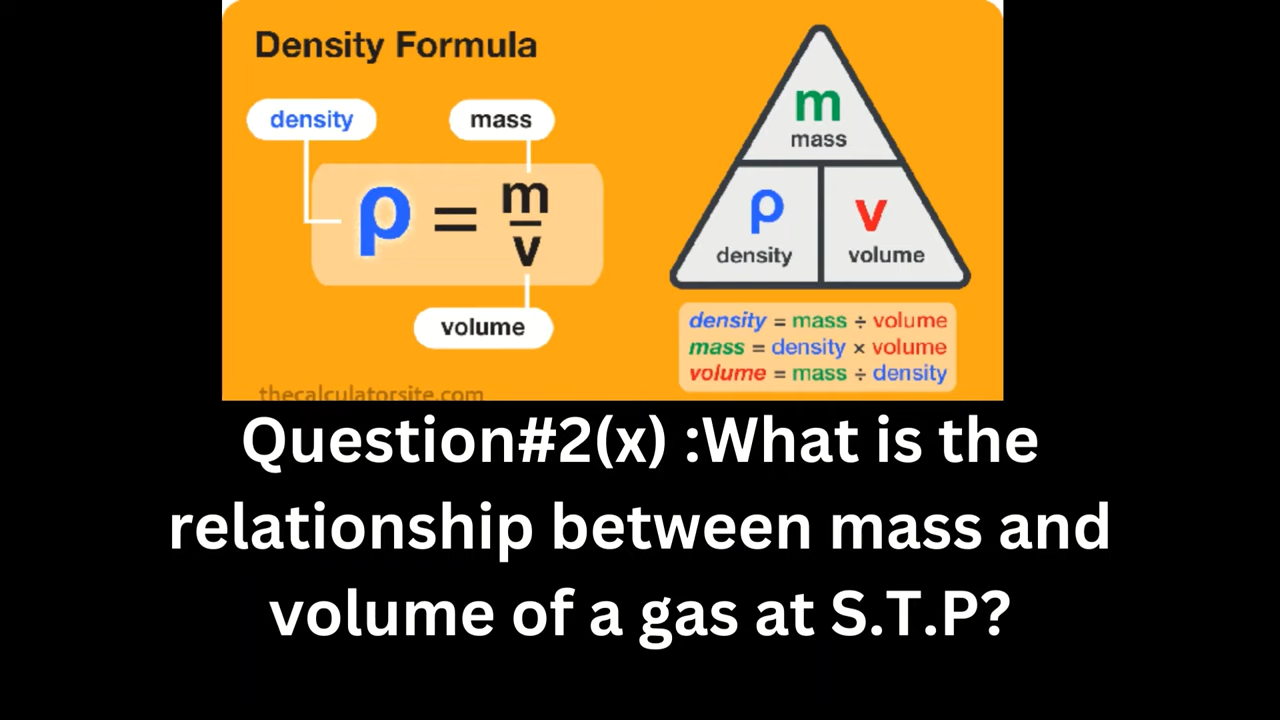 Density Formula
density
mass
ρ = m
v
volume
m
mass
ρ
density
v
volume
density = mass ÷ volume
mass = density × volume
volume = mass ÷ density
thecalculatorsite.com
Question#2(x) :What is the
relationship between mass and
volume of a gas at S.T.P?